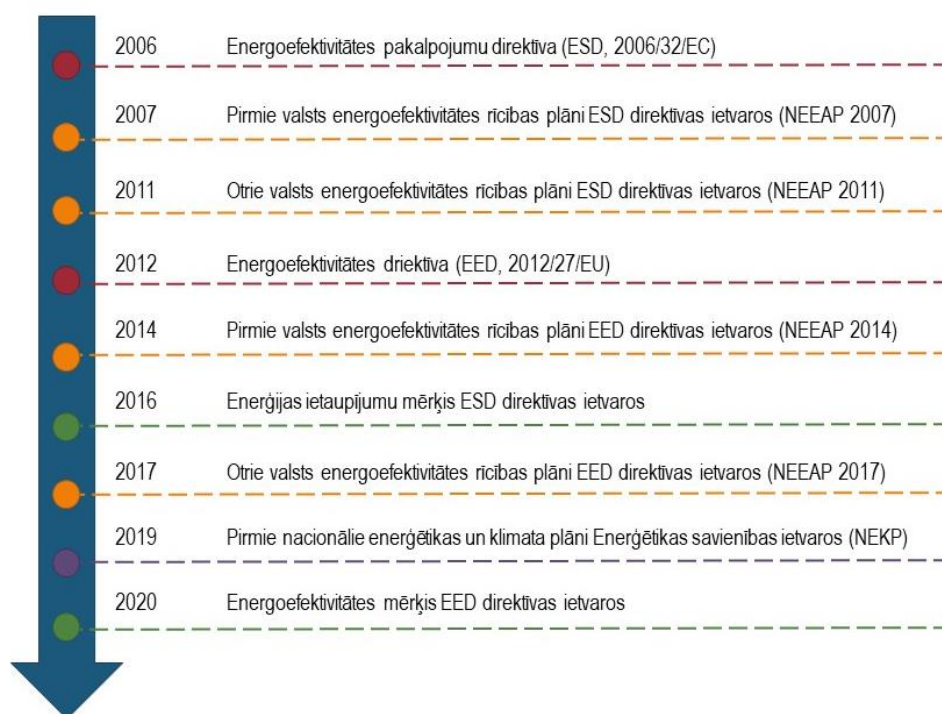 2006 Energoefektivitātes pakalpojumu direktīva (ESD, 2006/32/EC)
2007 Pirmie valsts energoefektivitātes rīcības plāni ESD direktīvas ietvaros (NEEAP 2007)
2011 Otrie valsts energoefektivitātes rīcības plāni ESD direktīvas ietvaros (NEEAP 2011)
2012 Energoefektivitātes driektīva (EED, 2012/27/EU)
2014 Pirmie valsts energoefektivitātes rīcības plāni EED direktīvas ietvaros (NEEAP 2014)
2016 Enerģijas ietaupījumu mērķis ESD direktīvas ietvaros
2017 Otrie valsts energoefektivitātes rīcības plāni EED direktīvas ietvaros (NEEAP 2017)
2019 Pirmie nacionālie enerģētikas un klimata plāni Enerģētikas savienības ietvaros (NEKP)
2020 Energoefektivitātes mērķis EED direktīvas ietvaros